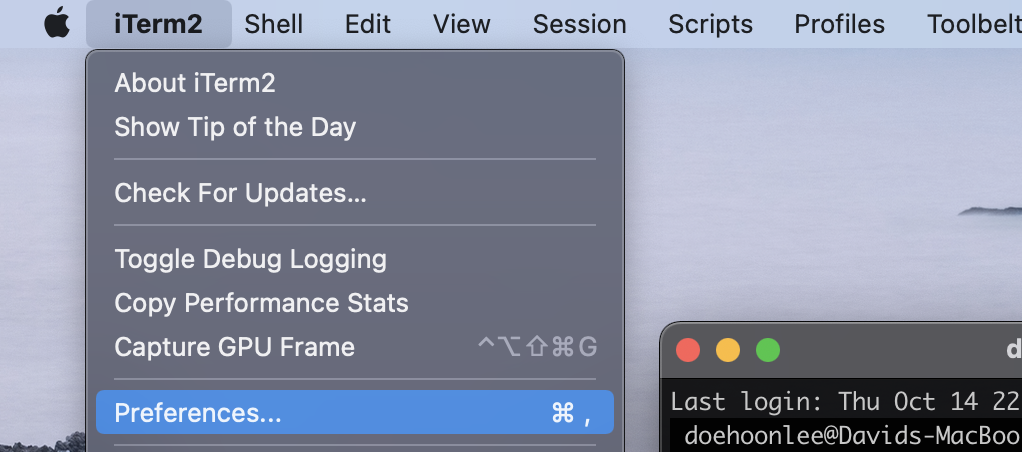 iTerm2 Shell Edit View Session Scripts Profiles Toolbelt
About iTerm2
Show Tip of the Day
Check For Updates...
Toggle Debug Logging
Copy Performance Stats
Capture GPU Frame ^⌥⇧⌘G
Preferences... ⌘ ,
d
Last login: Thu Oct 14 22
doehoonlee@Davids-MacBoo